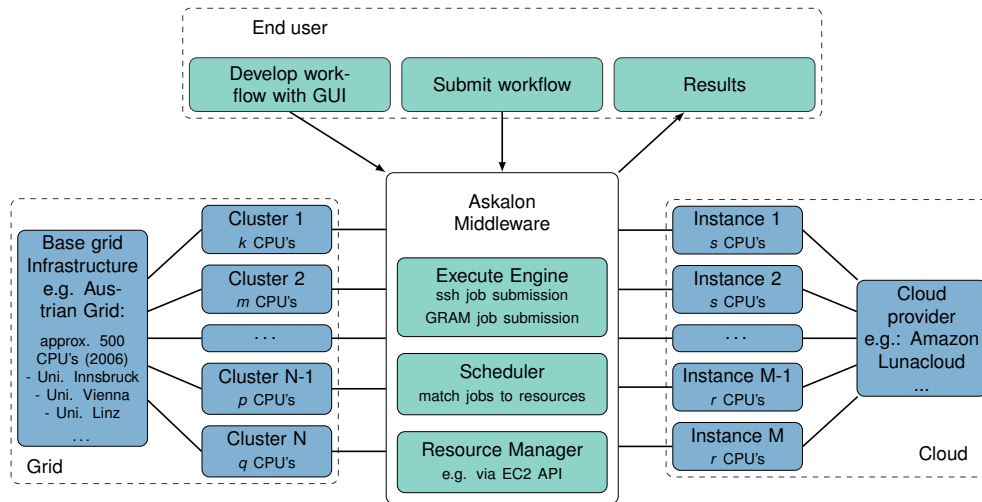 End user
Develop work-
flow with GUI
Submit workflow
Results
Askalon
Middleware
Execute Engine
ssh job submission
GRAM job submission
Scheduler
match jobs to resources
Resource Manager
e.g. via EC2 API
Base grid
Infrastructure
e.g. Aus-
trian Grid:
approx. 500
CPU's (2006)
- Uni. Innsbruck
- Uni. Vienna
- Uni. Linz
...
Grid
Cluster 1
k CPU's
Cluster 2
m CPU's
...
Cluster N-1
p CPU's
Cluster N
q CPU's
Instance 1
s CPU's
Instance 2
s CPU's
...
Instance M-1
r CPU's
Instance M
r CPU's
Cloud
provider
e.g.: Amazon
Lunacloud
...
Cloud